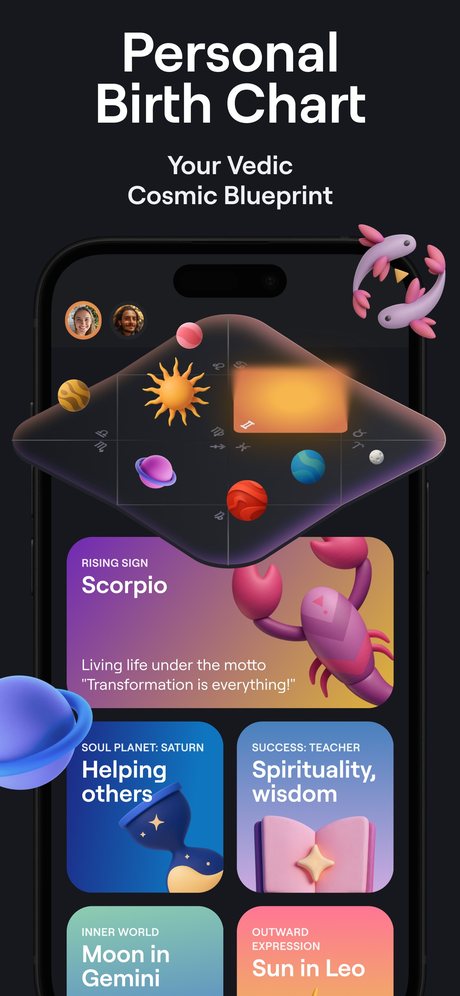 Personal
Birth Chart
Your Vedic
Cosmic Blueprint
RISING SIGN
Scorpio
Living life under the motto
"Transformation is everything!"
SOUL PLANET: SATURN
Helping
others
SUCCESS: TEACHER
Spirituality,
wisdom
INNER WORLD
Moon in
Gemini
OUTWARD
EXPRESSION
Sun in Leo